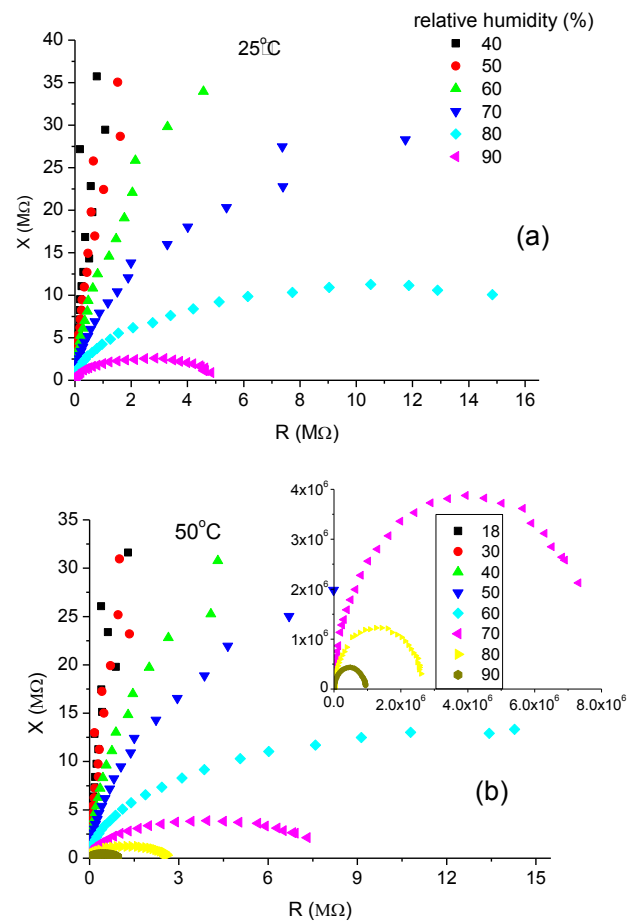 relative humidity (%)
25°C
40
50
60
70
80
90
40
35
30
25
20
15
10
5
0
X (MΩ)
(a)
0 2 4 6 8 10 12 14 16
R (MΩ)
50°C
35
30
25
20
15
10
5
0
X (MΩ)
4x10⁶
3x10⁶
2x10⁶
1x10⁶
0
0.0 2.0x10⁶ 4.0x10⁶ 6.0x10⁶ 8.0x10⁶
18
30
40
50
60
70
80
90
(b)
0 3 6 9 12 15
R (MΩ)